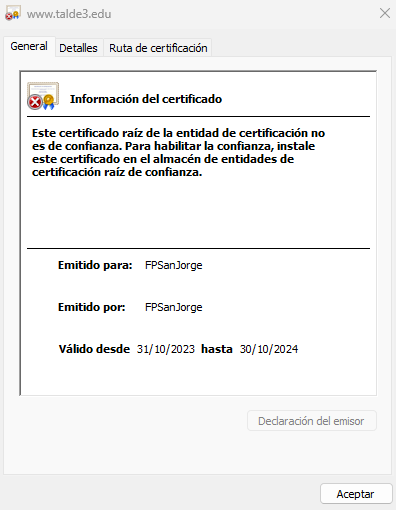 www.talde3.edu
General Detalles Ruta de certificación
Información del certificado
Este certificado raíz de la entidad de certificación no
es de confianza. Para habilitar la confianza, instale
este certificado en el almacén de entidades de
certificación raíz de confianza.
Emitido para: FPSanJorge
Emitido por: FPSanJorge
Válido desde 31/10/2023 hasta 30/10/2024
Declaración del emisor
Aceptar